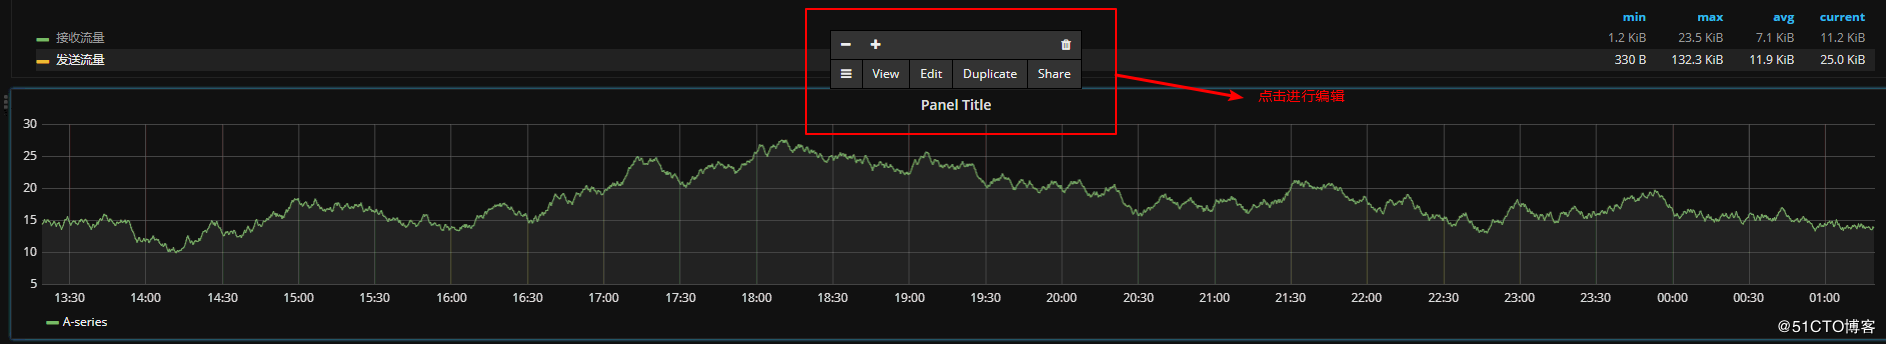 min max avg current
接收流量 1.2 KiB 23.5 KiB 7.1 KiB 11.2 KiB
发送流量 330 B 132.3 KiB 11.9 KiB 25.0 KiB
View Edit Duplicate Share
点击进行编辑
Panel Title
30
25
20
15
10
5
13:30 14:00 14:30 15:00 15:30 16:00 16:30 17:00 17:30 18:00 18:30 19:00 19:30 20:00 20:30 21:00 21:30 22:00 22:30 23:00 23:30 00:00 00:30 01:00
A-series
@51CTO博客